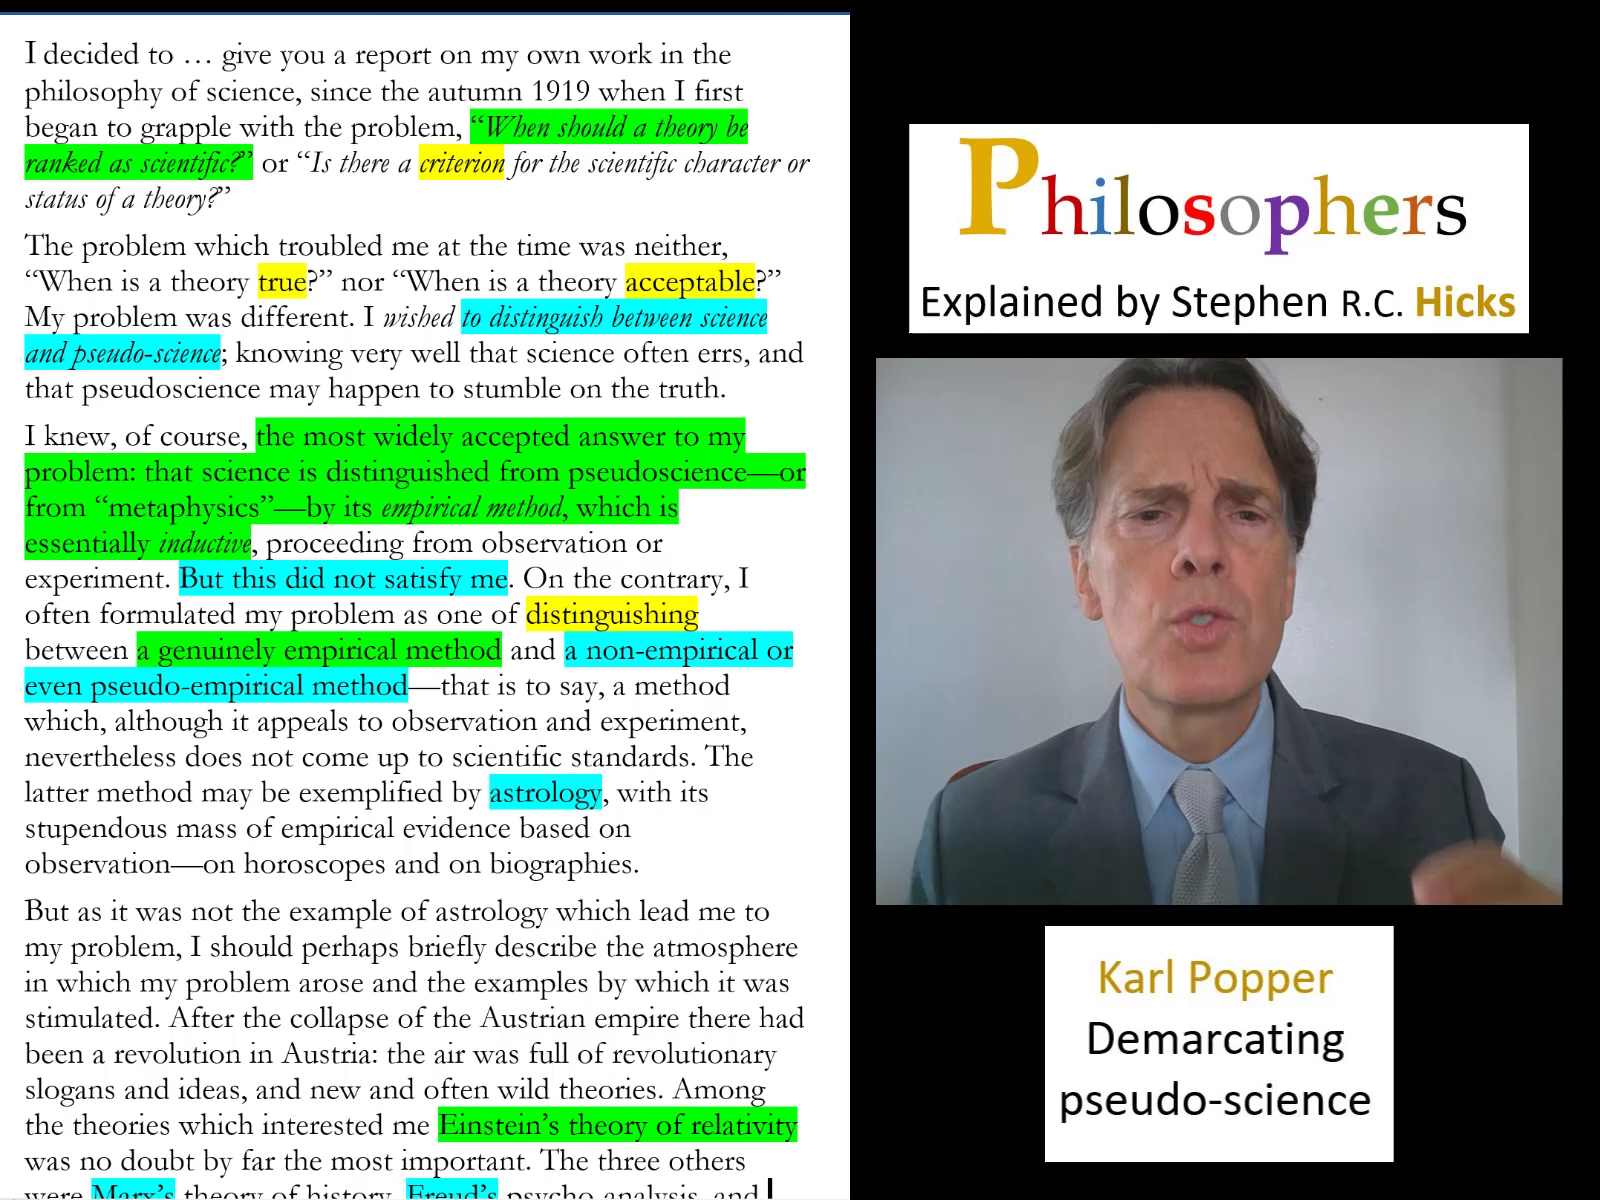 I decided to … give you a report on my own work in the
philosophy of science, since the autumn 1919 when I first
began to grapple with the problem, “When should a theory be
ranked as scientific?” or “Is there a criterion for the scientific character or
status of a theory?”
The problem which troubled me at the time was neither,
“When is a theory true?” nor “When is a theory acceptable?”
My problem was different. I wished to distinguish between science
and pseudo-science; knowing very well that science often errs, and
that pseudoscience may happen to stumble on the truth.
I knew, of course, the most widely accepted answer to my
problem: that science is distinguished from pseudoscience—or
from “metaphysics”—by its empirical method, which is
essentially inductive, proceeding from observation or
experiment. But this did not satisfy me. On the contrary, I
often formulated my problem as one of distinguishing
between a genuinely empirical method and a non-empirical or
even pseudo-empirical method—that is to say, a method
which, although it appeals to observation and experiment,
nevertheless does not come up to scientific standards. The
latter method may be exemplified by astrology, with its
stupendous mass of empirical evidence based on
observation—on horoscopes and on biographies.
But as it was not the example of astrology which lead me to
my problem, I should perhaps briefly describe the atmosphere
in which my problem arose and the examples by which it was
stimulated. After the collapse of the Austrian empire there had
been a revolution in Austria: the air was full of revolutionary
slogans and ideas, and new and often wild theories. Among
the theories which interested me Einstein’s theory of relativity
was no doubt by far the most important. The three others
were Marx’s theory of history, Freud’s psycho-analysis, and
Philosophers
Explained by Stephen R.C. Hicks
Karl Popper
Demarcating
pseudo-science